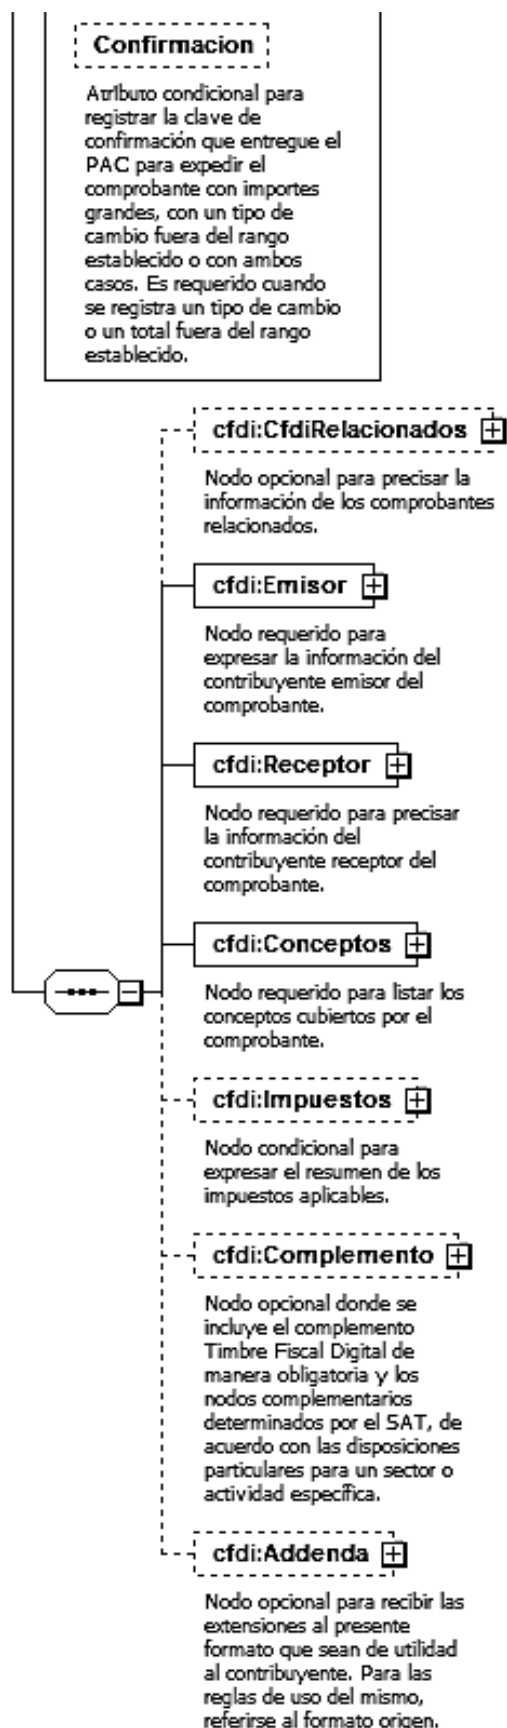 Confirmacion
Atributo condicional para
registrar la clave de
confirmación que entregue el
PAC para expedir el
comprobante con importes
grandes, con un tipo de
cambio fuera del rango
establecido o con ambos
casos. Es requerido cuando
se registra un tipo de cambio
o un total fuera del rango
establecido.
cfdi:CfdiRelacionados
Nodo opcional para precisar la
información de los comprobantes
relacionados.
cfdi:Emisor
Nodo requerido para
expresar la información del
contribuyente emisor del
comprobante.
cfdi:Receptor
Nodo requerido para precisar
la información del
contribuyente receptor del
comprobante.
cfdi:Conceptos
Nodo requerido para listar los
conceptos cubiertos por el
comprobante.
cfdi:Impuestos
Nodo condicional para
expresar el resumen de los
impuestos aplicables.
cfdi:Complemento
Nodo opcional donde se
incluye el complemento
Timbre Fiscal Digital de
manera obligatoria y los
nodos complementarios
determinados por el SAT, de
acuerdo con las disposiciones
particulares para un sector o
actividad específica.
cfdi:Addenda
Nodo opcional para recibir las
extensiones al presente
formato que sean de utilidad
al contribuyente. Para las
reglas de uso del mismo,
referirse al formato origen.